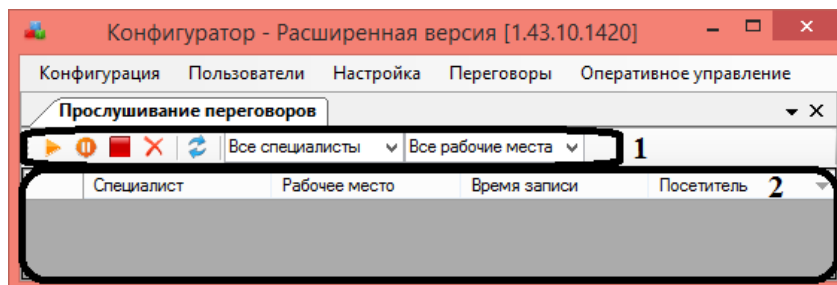 Конфигуратор - Расширенная версия [1.43.10.1420]
Конфигурация Пользователи Настройка Переговоры Оперативное управление
Прослушивание переговоров
Все специалисты Все рабочие места 1
Специалист Рабочее место Время записи Посетитель 2